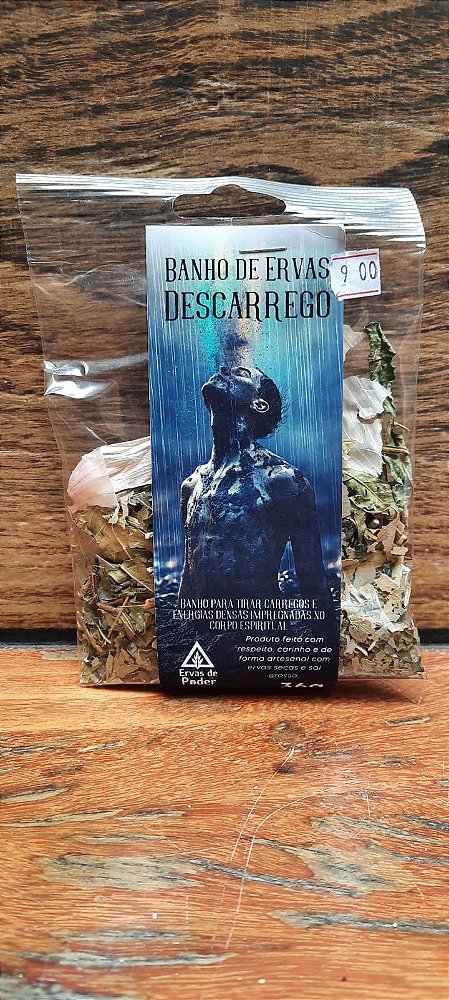 BANHO DE ERVAS
DESCARREGO
9.00
BANHO PARA TIRAR CARREGOS E
ENERGIAS DENSAS IMPREGNADAS NO
CORPO ESPIRITUAL
Produto feito com
respeito, carinho e de
forma artesanal com
ervas secas e sal
grosso.
Ervas de
Poder
36g